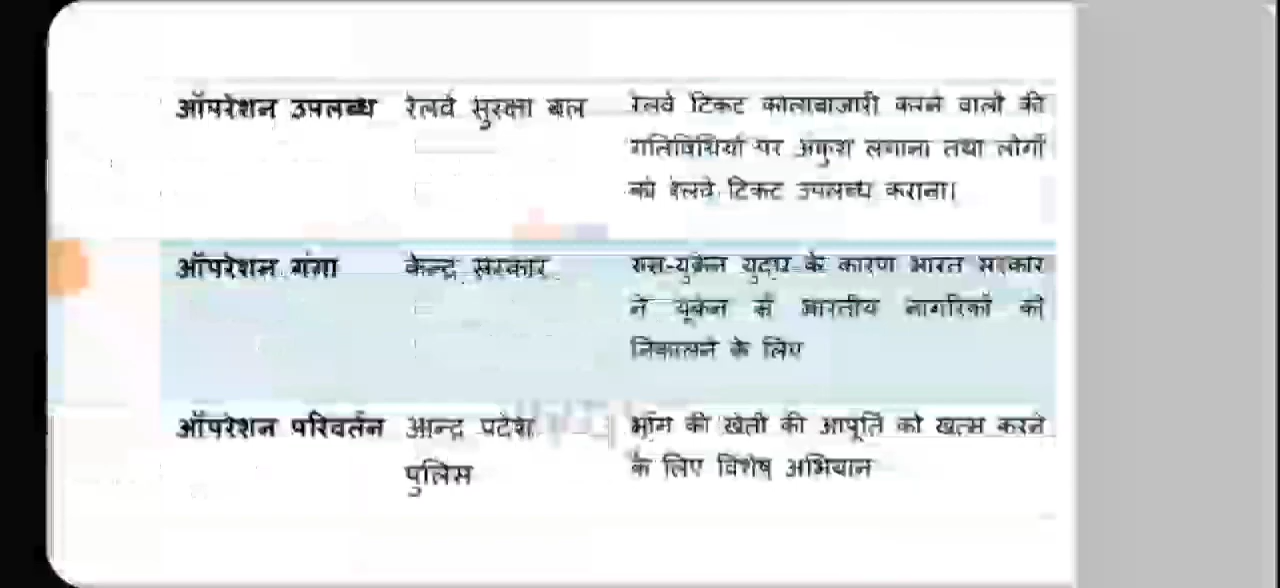 ऑपरेशन उपलब्ध रेलवे सुरक्षा बल रेलवे टिकट कालाबाजारी करने वालो की
गतिविधियों पर अंकुश लगाना तथा लोगों
को रेलवे टिकट उपलब्ध कराना।
ऑपरेशन गंगा केन्द्र सरकार रूस-युक्रेन युद्ध के कारण भारत सरकार
ने यूक्रेन से भारतीय नागरिकों को
निकालने के लिए
ऑपरेशन परिवर्तन आन्द्र प्रदेश भाँग की खेती की आपूर्ति को खत्म करने
पुलिस के लिए विशेष अभियान